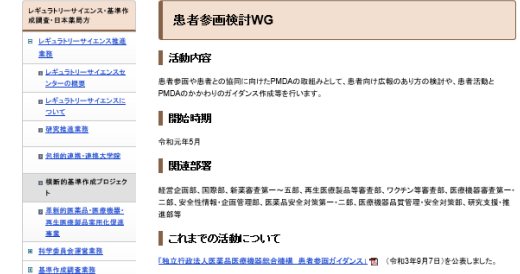 レギュラトリーサイエンス・基準作
成調査・日本薬局方
レギュラトリーサイエンス推進
業務
レギュラトリーサイエンスセ
ンターの概要
レギュラトリーサイエンスに
ついて
研究推進業務
包括的連携・連携大学院
横断的基準作成プロジェク
ト
革新的医薬品・医療機器・
再生医療製品実用化促進
事業
科学委員会運営業務
基準作成調査業務
患者参画検討WG
活動内容
患者参画や患者との協同に向けたPMDAの取組みとして、患者向け広報のあり方の検討や、患者活動と
PMDAのかかわりのガイダンス作成等を行います。
開始時期
令和元年5月
関連部署
経営企画部、国際部、新薬審査第一～五部、再生医療製品等審査部、ワクチン等審査部、医療機器審査第一・
二部、安全性情報・企画管理部、医薬品安全対策第一・二部、医療機器品質管理・安全対策部、研究支援・推
進部等
これまでの活動について
「独立行政法人医薬品医療機器総合機構 患者参画ガイダンス」 （令和3年9月7日）を公表しました。